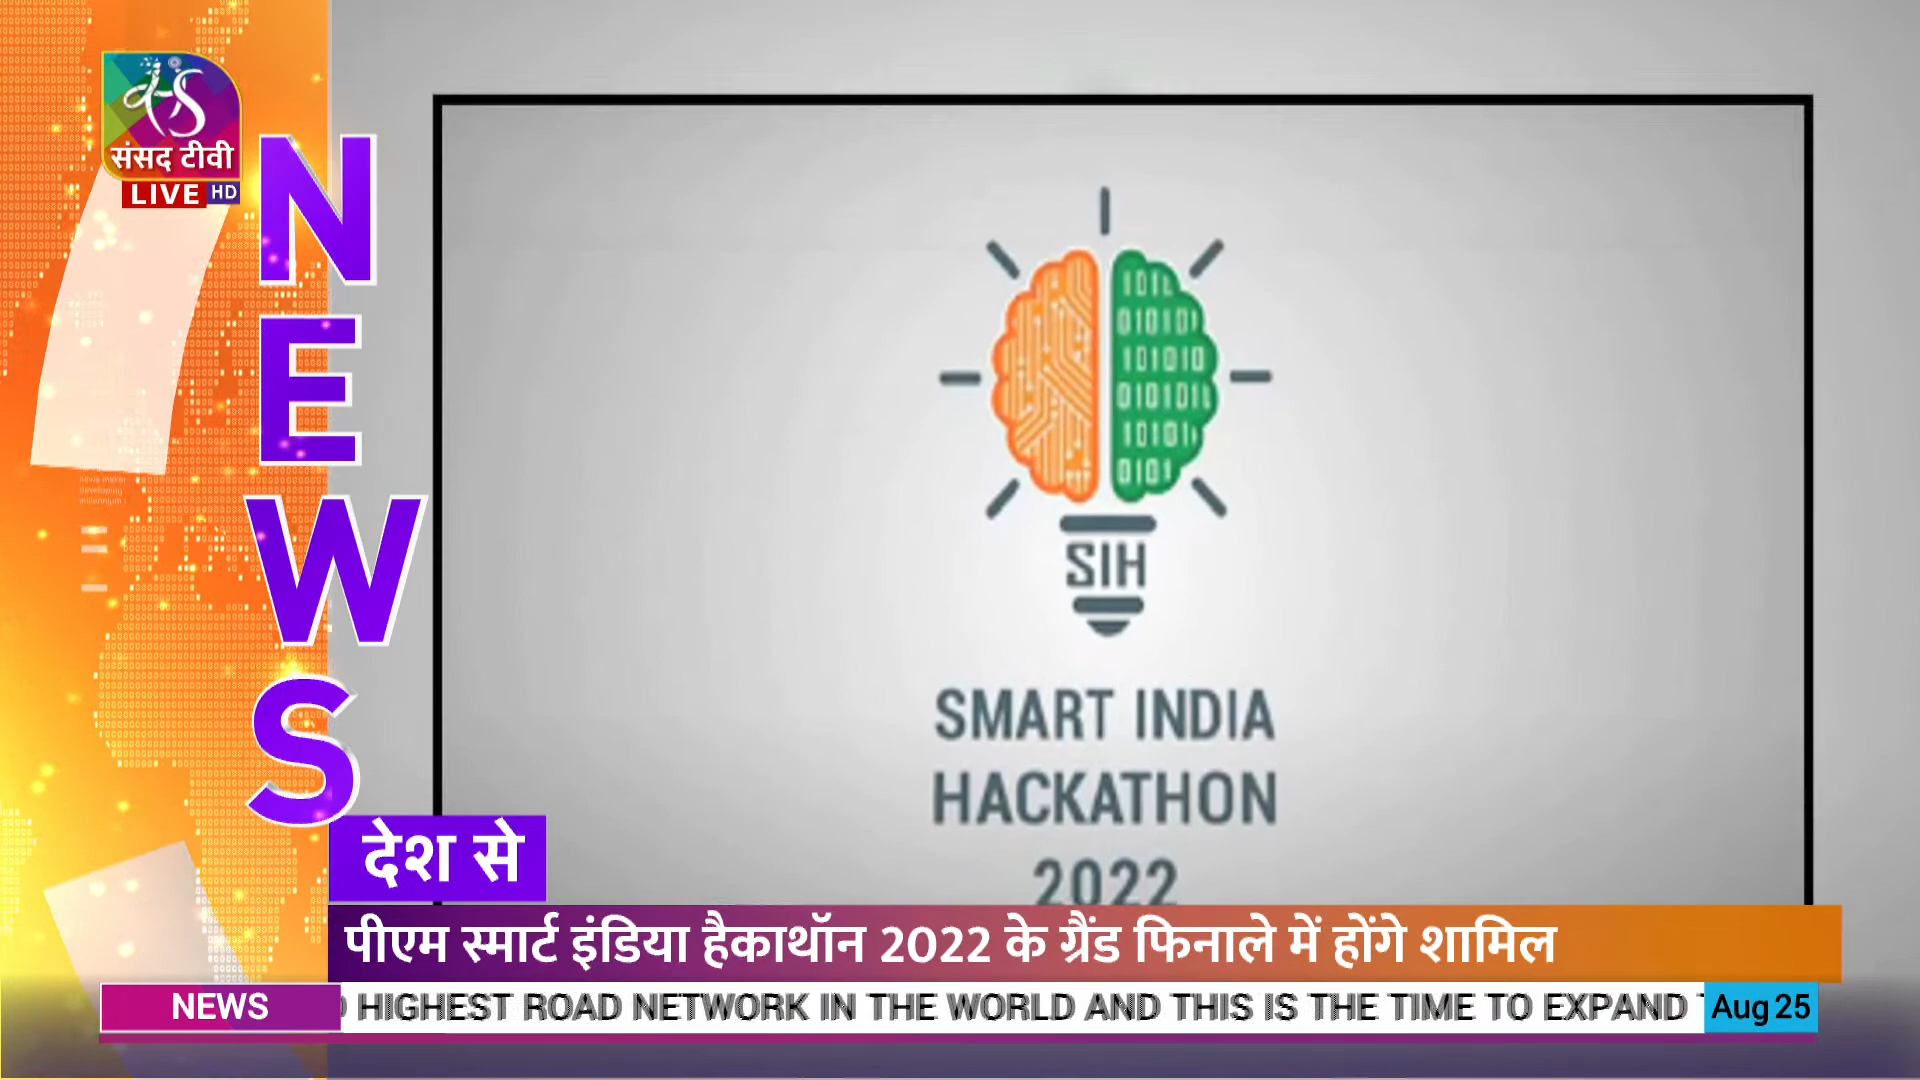 संसद टीवी
LIVE HD
NEWS
SIH
SMART INDIA
HACKATHON
2022
देश से
पीएम स्मार्ट इंडिया हैकाथॉन 2022 के ग्रैंड फिनाले में होंगे शामिल
NEWS
HIGHEST ROAD NETWORK IN THE WORLD AND THIS IS THE TIME TO EXPAND
Aug 25